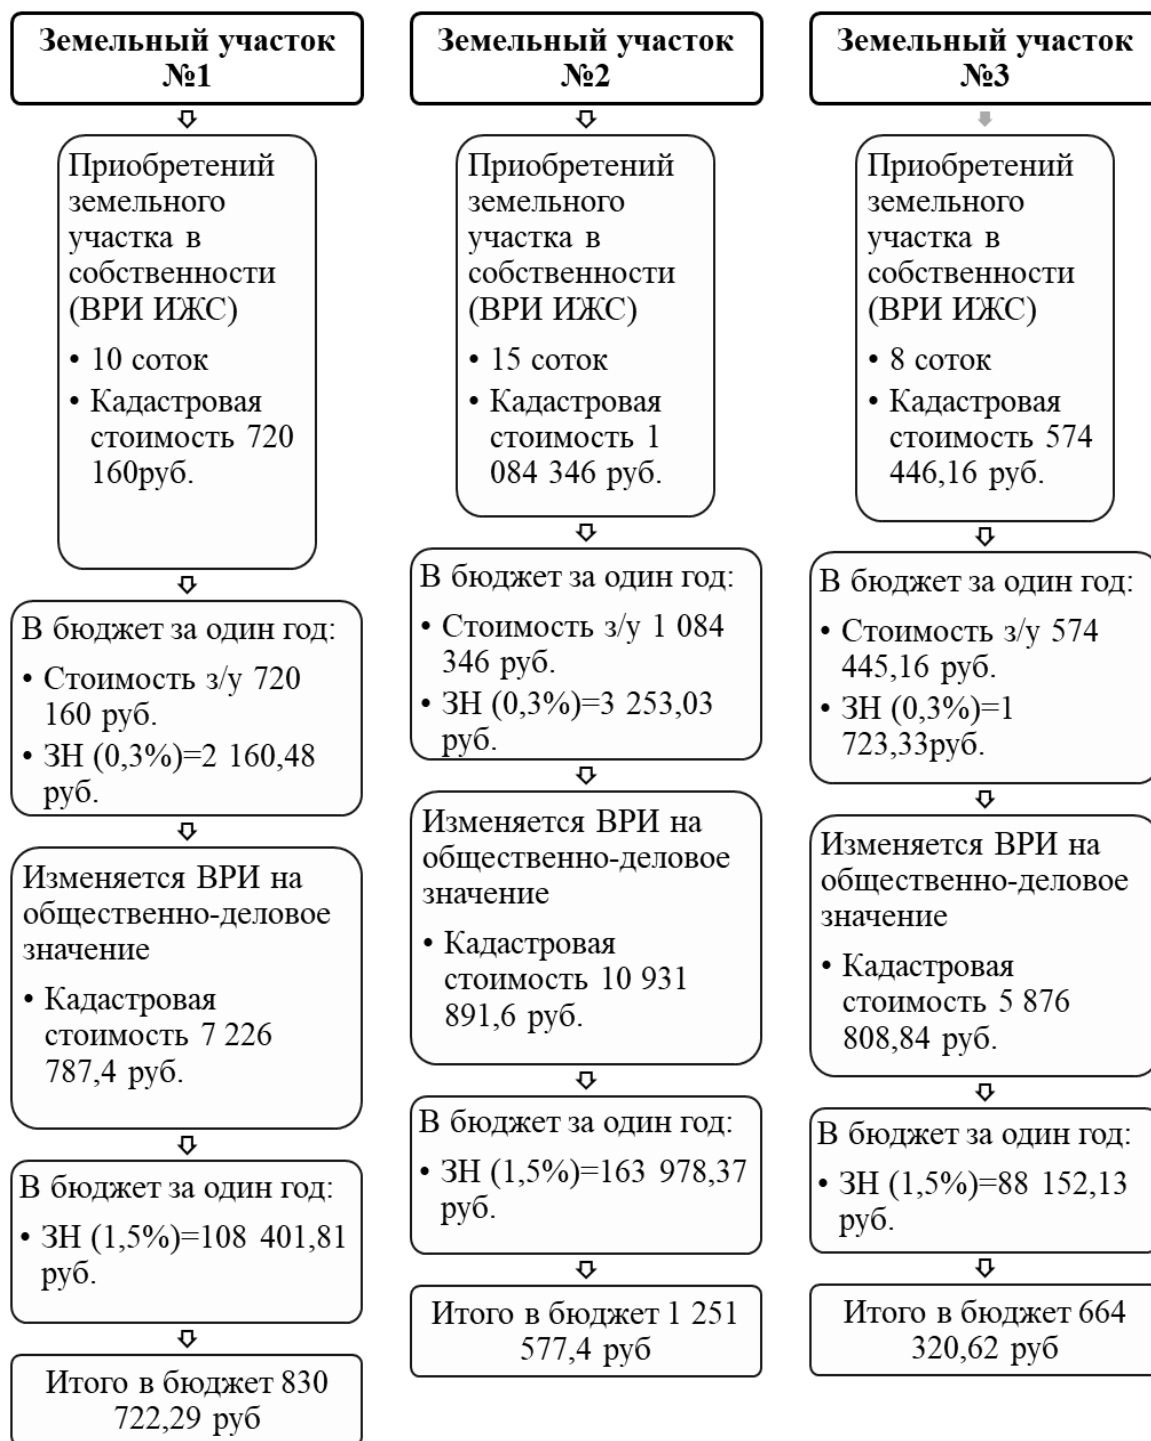 Земельный участок
№1
Приобретений
земельного
участка в
собственности
(ВРИ ИЖС)
• 10 соток
• Кадастровая
стоимость 720
160руб.
В бюджет за один год:
• Стоимость з/у 720
160 руб.
• ЗН (0,3%)=2 160,48
руб.
Изменяется ВРИ на
общественно-деловое
значение
• Кадастровая
стоимость 7 226
787,4 руб.
В бюджет за один год:
• ЗН (1,5%)=108 401,81
руб.
Итого в бюджет 830
722,29 руб
Земельный участок
№2
Приобретений
земельного
участка в
собственности
(ВРИ ИЖС)
• 15 соток
• Кадастровая
стоимость 1
084 346 руб.
В бюджет за один год:
• Стоимость з/у 1 084
346 руб.
• ЗН (0,3%)=3 253,03
руб.
Изменяется ВРИ на
общественно-деловое
значение
• Кадастровая
стоимость 10 931
891,6 руб.
В бюджет за один год:
• ЗН (1,5%)=163 978,37
руб.
Итого в бюджет 1 251
577,4 руб
Земельный участок
№3
Приобретений
земельного
участка в
собственности
(ВРИ ИЖС)
• 8 соток
• Кадастровая
стоимость 574
446,16 руб.
В бюджет за один год:
• Стоимость з/у 574
445,16 руб.
• ЗН (0,3%)=1
723,33руб.
Изменяется ВРИ на
общественно-деловое
значение
• Кадастровая
стоимость 5 876
808,84 руб.
В бюджет за один год:
• ЗН (1,5%)=88 152,13
руб.
Итого в бюджет 664
320,62 руб